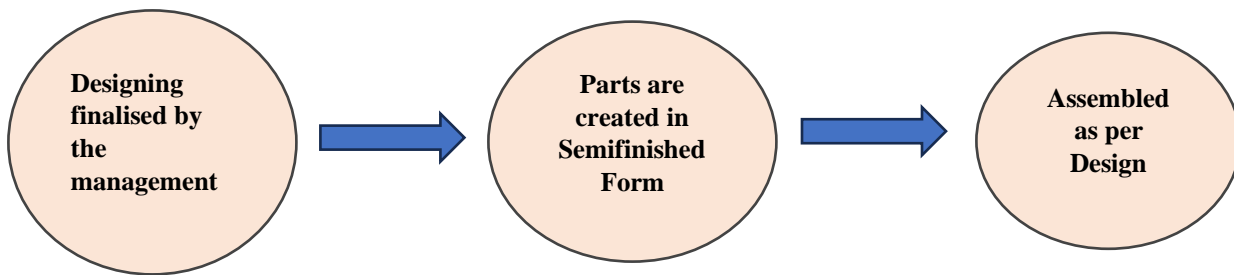 Designing
finalised by
the
management
Parts are
created in
Semifinished
Form
Assembled
as per
Design